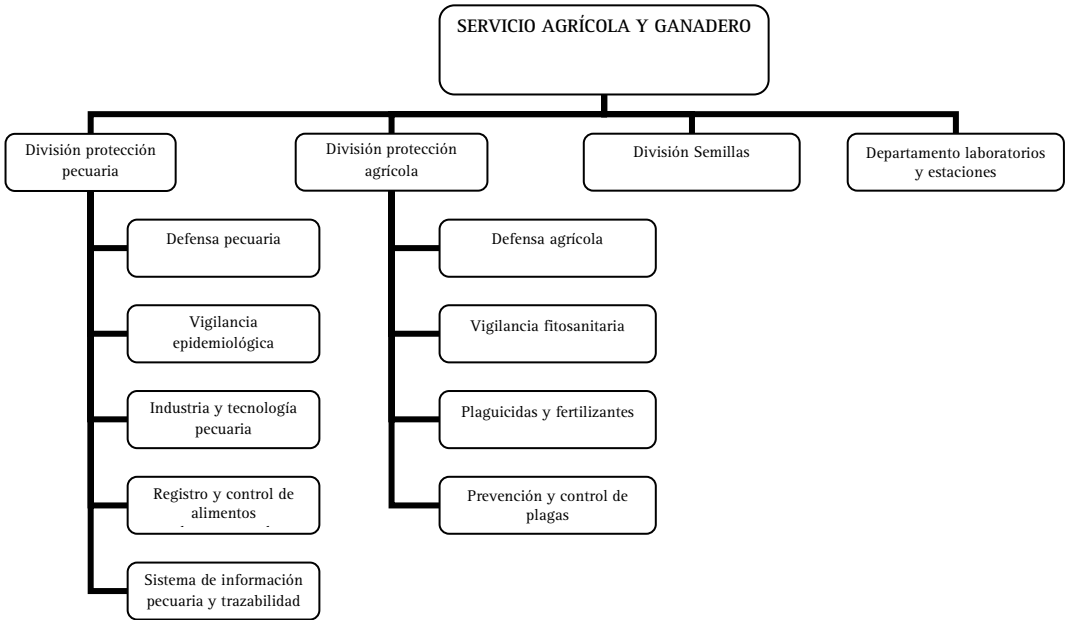 SERVICIO AGRÍCOLA Y GANADERO
División protección
pecuaria
División protección
agrícola
División Semillas
Departamento laboratorios
y estaciones
Defensa pecuaria
Vigilancia
epidemiológica
Industria y tecnología
pecuaria
Registro y control de
alimentos
Sistema de información
pecuaria y trazabilidad
Defensa agrícola
Vigilancia fitosanitaria
Plaguicidas y fertilizantes
Prevención y control de
plagas